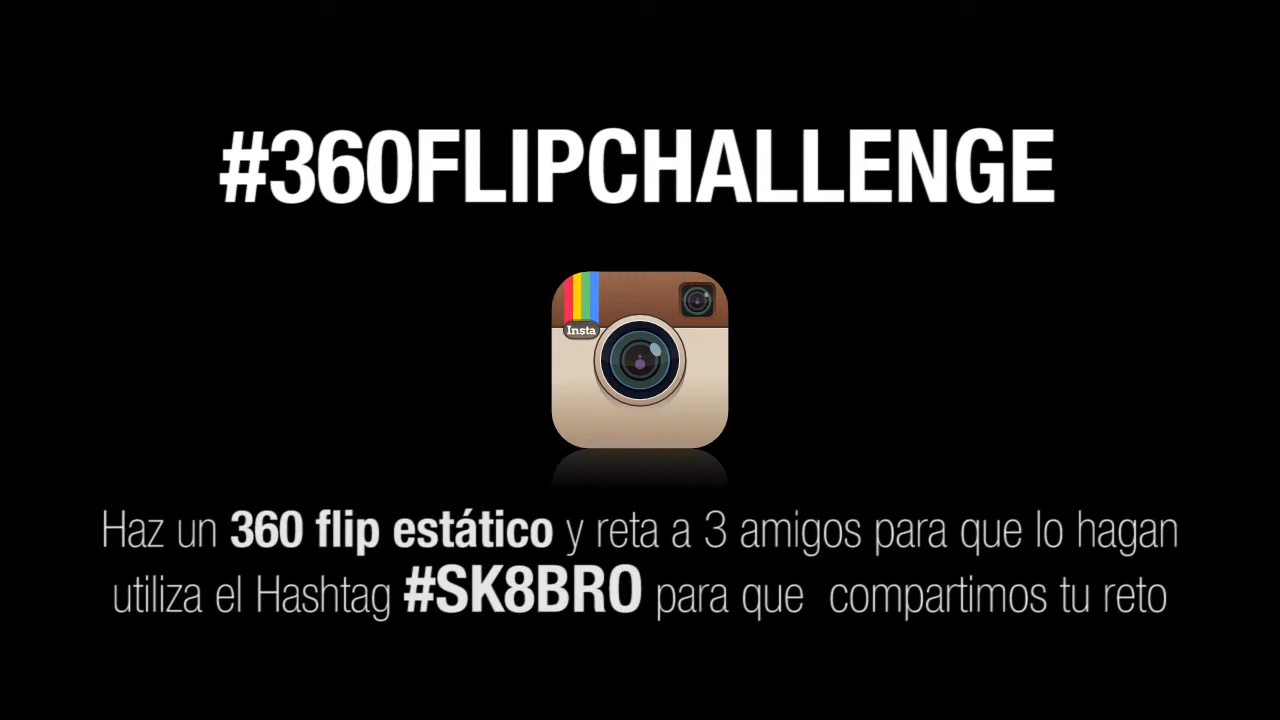 #360FLIPCHALLENGE
Insta
Haz un 360 flip estático y reta a 3 amigos para que lo hagan
utiliza el Hashtag #SK8BRO para que compartimos tu reto